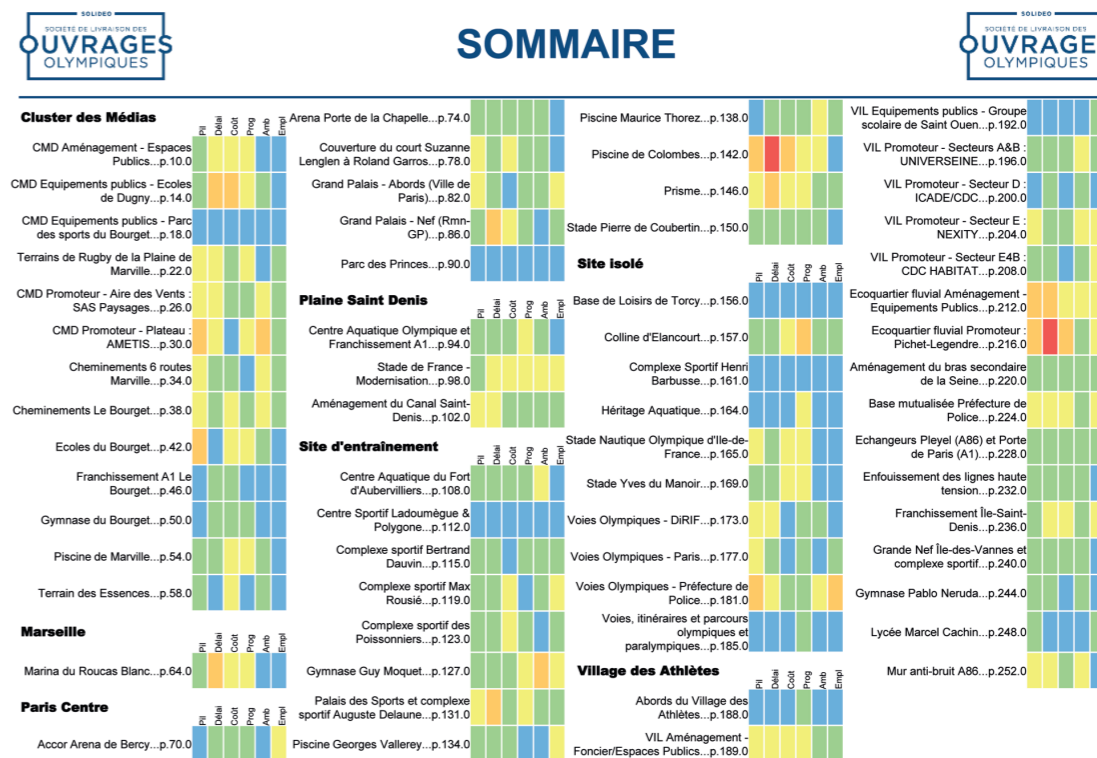 SOLIDEO
SOCIÉTÉ DE LIVRAISON DES
OUVRAGES
OLYMPIQUES
SOMMAIRE
SOLIDEO
SOCIÉTÉ DE LIVRAISON DES
OUVRAGE
OLYMPIQUES
Cluster des Médias
Pil Délai Coût Prog Amb Empl
CMD Aménagement - Espaces
Publics...p.10.0
CMD Equipements publics - Ecoles
de Dugny...p.14.0
CMD Equipements publics - Parc
des sports du Bourget...p.18.0
Terrains de Rugby de la Plaine de
Marville...p.22.0
CMD Promoteur - Aire des Vents :
SAS Paysages...p.26.0
CMD Promoteur - Plateau :
AMETIS...p.30.0
Cheminements 6 routes
Marville...p.34.0
Cheminements Le Bourget...p.38.0
Ecoles du Bourget...p.42.0
Franchissement A1 Le
Bourget...p.46.0
Gymnase du Bourget...p.50.0
Piscine de Marville...p.54.0
Terrain des Essences...p.58.0
Marseille
Pil Délai Coût Prog Amb Empl
Marina du Roucas Blanc...p.64.0
Paris Centre
Pil Délai Coût Prog Amb Empl
Accor Arena de Bercy...p.70.0
Arena Porte de la Chapelle...p.74.0
Couverture du court Suzanne
Lenglen à Roland Garros...p.78.0
Grand Palais - Abords (Ville de
Paris)...p.82.0
Grand Palais - Nef (Rmn-
GP)...p.86.0
Parc des Princes...p.90.0
Plaine Saint Denis
Pil Délai Coût Prog Amb Empl
Centre Aquatique Olympique et
Franchissement A1...p.94.0
Stade de France -
Modernisation...p.98.0
Aménagement du Canal Saint-
Denis...p.102.0
Site d'entraînement
Pil Délai Coût Prog Amb Empl
Centre Aquatique du Fort
d'Aubervilliers...p.108.0
Centre Sportif Ladoumègue &
Polygone...p.112.0
Complexe sportif Bertrand
Dauvin...p.115.0
Complexe sportif Max
Rousié...p.119.0
Complexe sportif des
Poissonniers...p.123.0
Gymnase Guy Moquet...p.127.0
Palais des Sports et complexe
sportif Auguste Delaune...p.131.0
Piscine Georges Vallerey...p.134.0
Piscine Maurice Thorez...p.138.0
Piscine de Colombes...p.142.0
Prisme...p.146.0
Stade Pierre de Coubertin...p.150.0
Site isolé
Pil Délai Coût Prog Amb Empl
Base de Loisirs de Torcy...p.156.0
Colline d'Elancourt...p.157.0
Complexe Sportif Henri
Barbusse...p.161.0
Héritage Aquatique...p.164.0
Stade Nautique Olympique d'Ile-de-
France...p.165.0
Stade Yves du Manoir...p.169.0
Voies Olympiques - DiRIF...p.173.0
Voies Olympiques - Paris...p.177.0
Voies Olympiques - Préfecture de
Police...p.181.0
Voies, itinéraires et parcours
olympiques et
paralympiques...p.185.0
Village des Athlètes
Pil Délai Coût Prog Amb Empl
Abords du Village des
Athlètes...p.188.0
VIL Aménagement -
Foncier/Espaces Publics...p.189.0
VIL Equipements publics - Groupe
scolaire de Saint Ouen...p.192.0
VIL Promoteur - Secteurs A&B :
UNIVERSEINE...p.196.0
VIL Promoteur - Secteur D :
ICADE/CDC...p.200.0
VIL Promoteur - Secteur E :
NEXITY...p.204.0
VIL Promoteur - Secteur E4B :
CDC HABITAT...p.208.0
Ecoquartier fluvial Aménagement -
Equipements Publics...p.212.0
Ecoquartier fluvial Promoteur :
Pichet-Legendre...p.216.0
Aménagement du bras secondaire
de la Seine...p.220.0
Base mutualisée Préfecture de
Police...p.224.0
Echangeurs Pleyel (A86) et Porte
de Paris (A1)...p.228.0
Enfouissement des lignes haute
tension...p.232.0
Franchissement Île-Saint-
Denis...p.236.0
Grande Nef Île-des-Vannes et
complexe sportif...p.240.0
Gymnase Pablo Neruda...p.244.0
Lycée Marcel Cachin...p.248.0
Mur anti-bruit A86...p.252.0